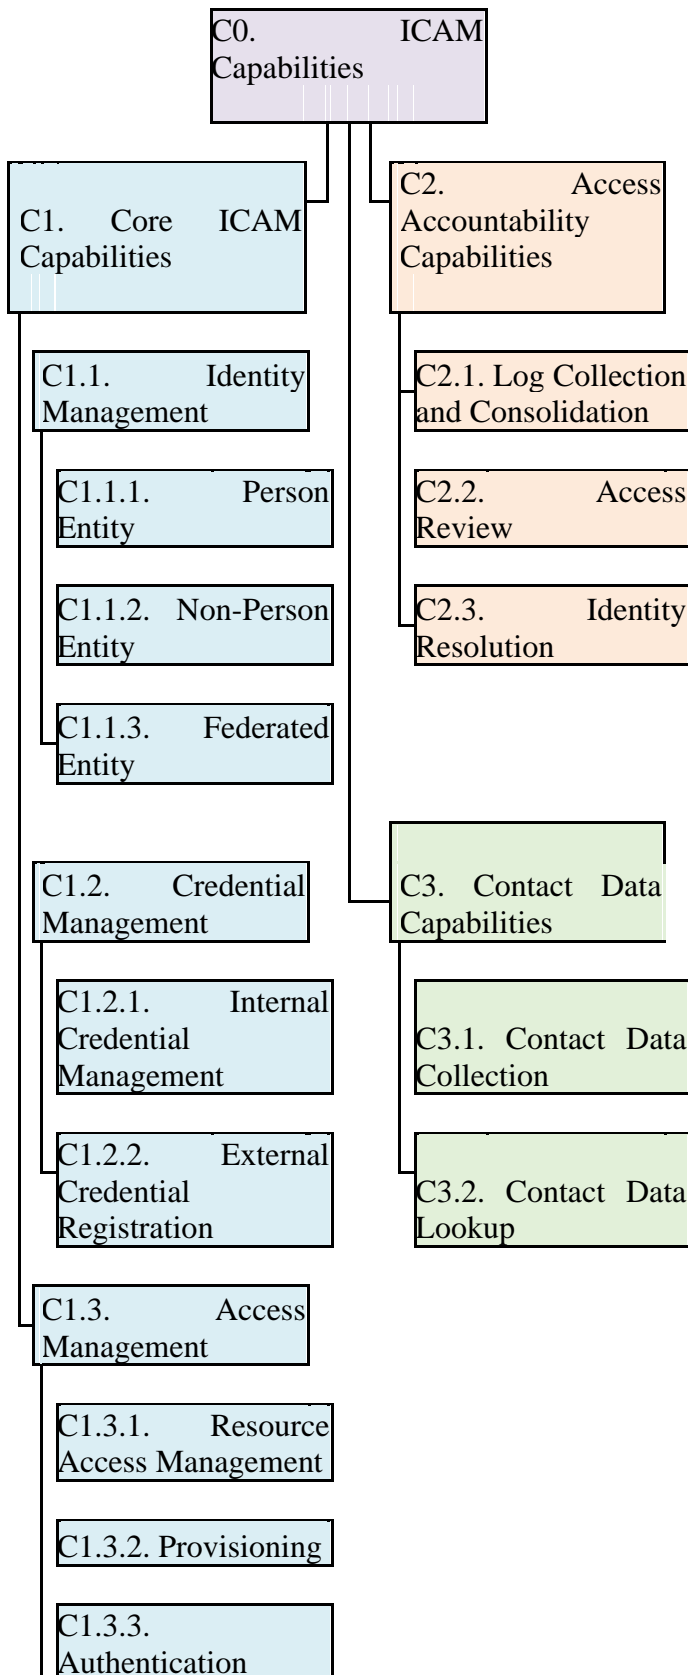 C0. ICAM
Capabilities
C1. Core ICAM
Capabilities
C1.1. Identity
Management
C1.1.1. Person
Entity
C1.1.2. Non-Person
Entity
C1.1.3. Federated
Entity
C1.2. Credential
Management
C1.2.1. Internal
Credential
Management
C1.2.2. External
Credential
Registration
C1.3. Access
Management
C1.3.1. Resource
Access Management
C1.3.2. Provisioning
C1.3.3.
Authentication
C2. Access
Accountability
Capabilities
C2.1. Log Collection
and Consolidation
C2.2. Access
Review
C2.3. Identity
Resolution
C3. Contact Data
Capabilities
C3.1. Contact Data
Collection
C3.2. Contact Data
Lookup